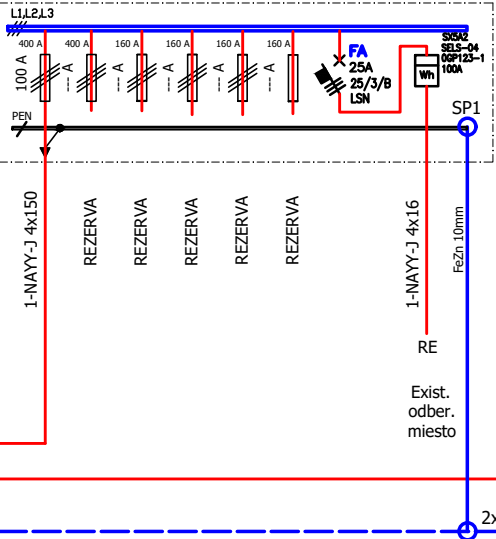 L1,L2,L3
400 A
400 A
160 A
160 A
160 A
160 A
100 A
--- A
--- A
--- A
--- A
--- A
FA
25A
25/3/B
LSN
SX5A2
SELS-04
0GP123-1
100A
Wh
PEN
SP1
1-NAYY-J 4x150
REZERVA
REZERVA
REZERVA
REZERVA
REZERVA
1-NAYY-J 4x16
FeZn 10mm
RE
Exist.
odber.
miesto
2x